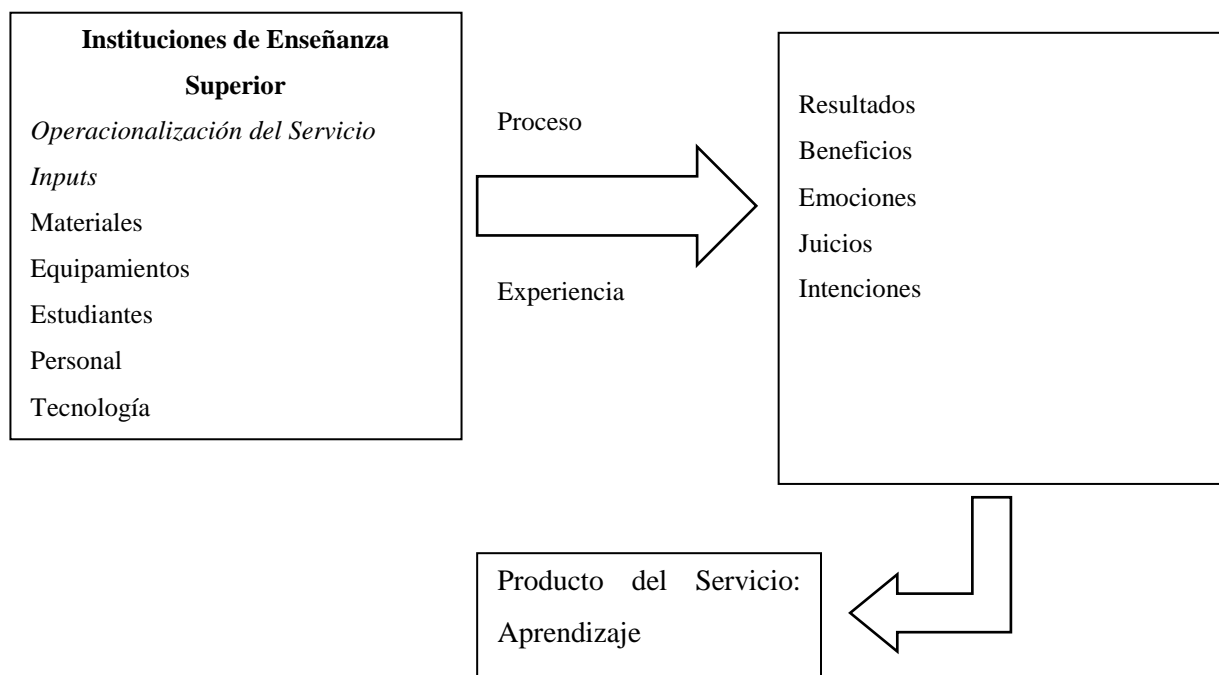 Instituciones de Enseñanza
Superior
Operacionalización del Servicio
Inputs
Materiales
Equipamientos
Estudiantes
Personal
Tecnología
Proceso
Experiencia
Resultados
Beneficios
Emociones
Juicios
Intenciones
Producto del Servicio:
Aprendizaje